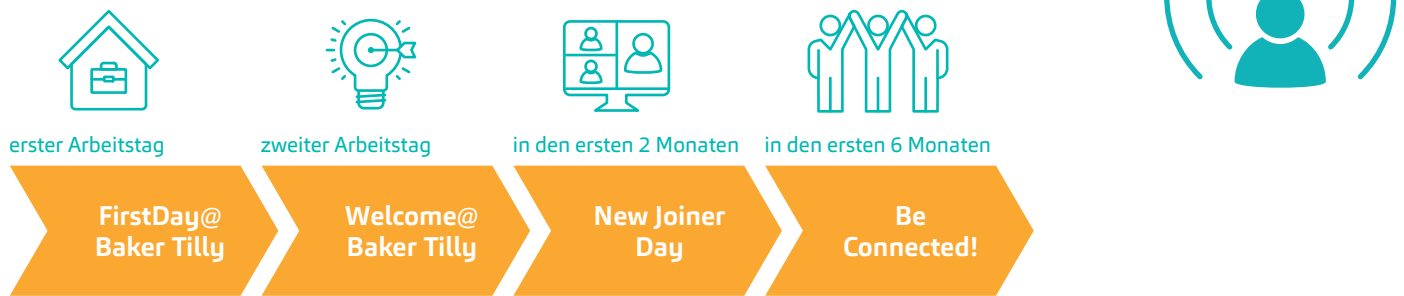 erster Arbeitstag
zweiter Arbeitstag
in den ersten 2 Monaten
in den ersten 6 Monaten
FirstDay@
Baker Tilly
Welcome@
Baker Tilly
New Joiner
Day
Be
Connected!